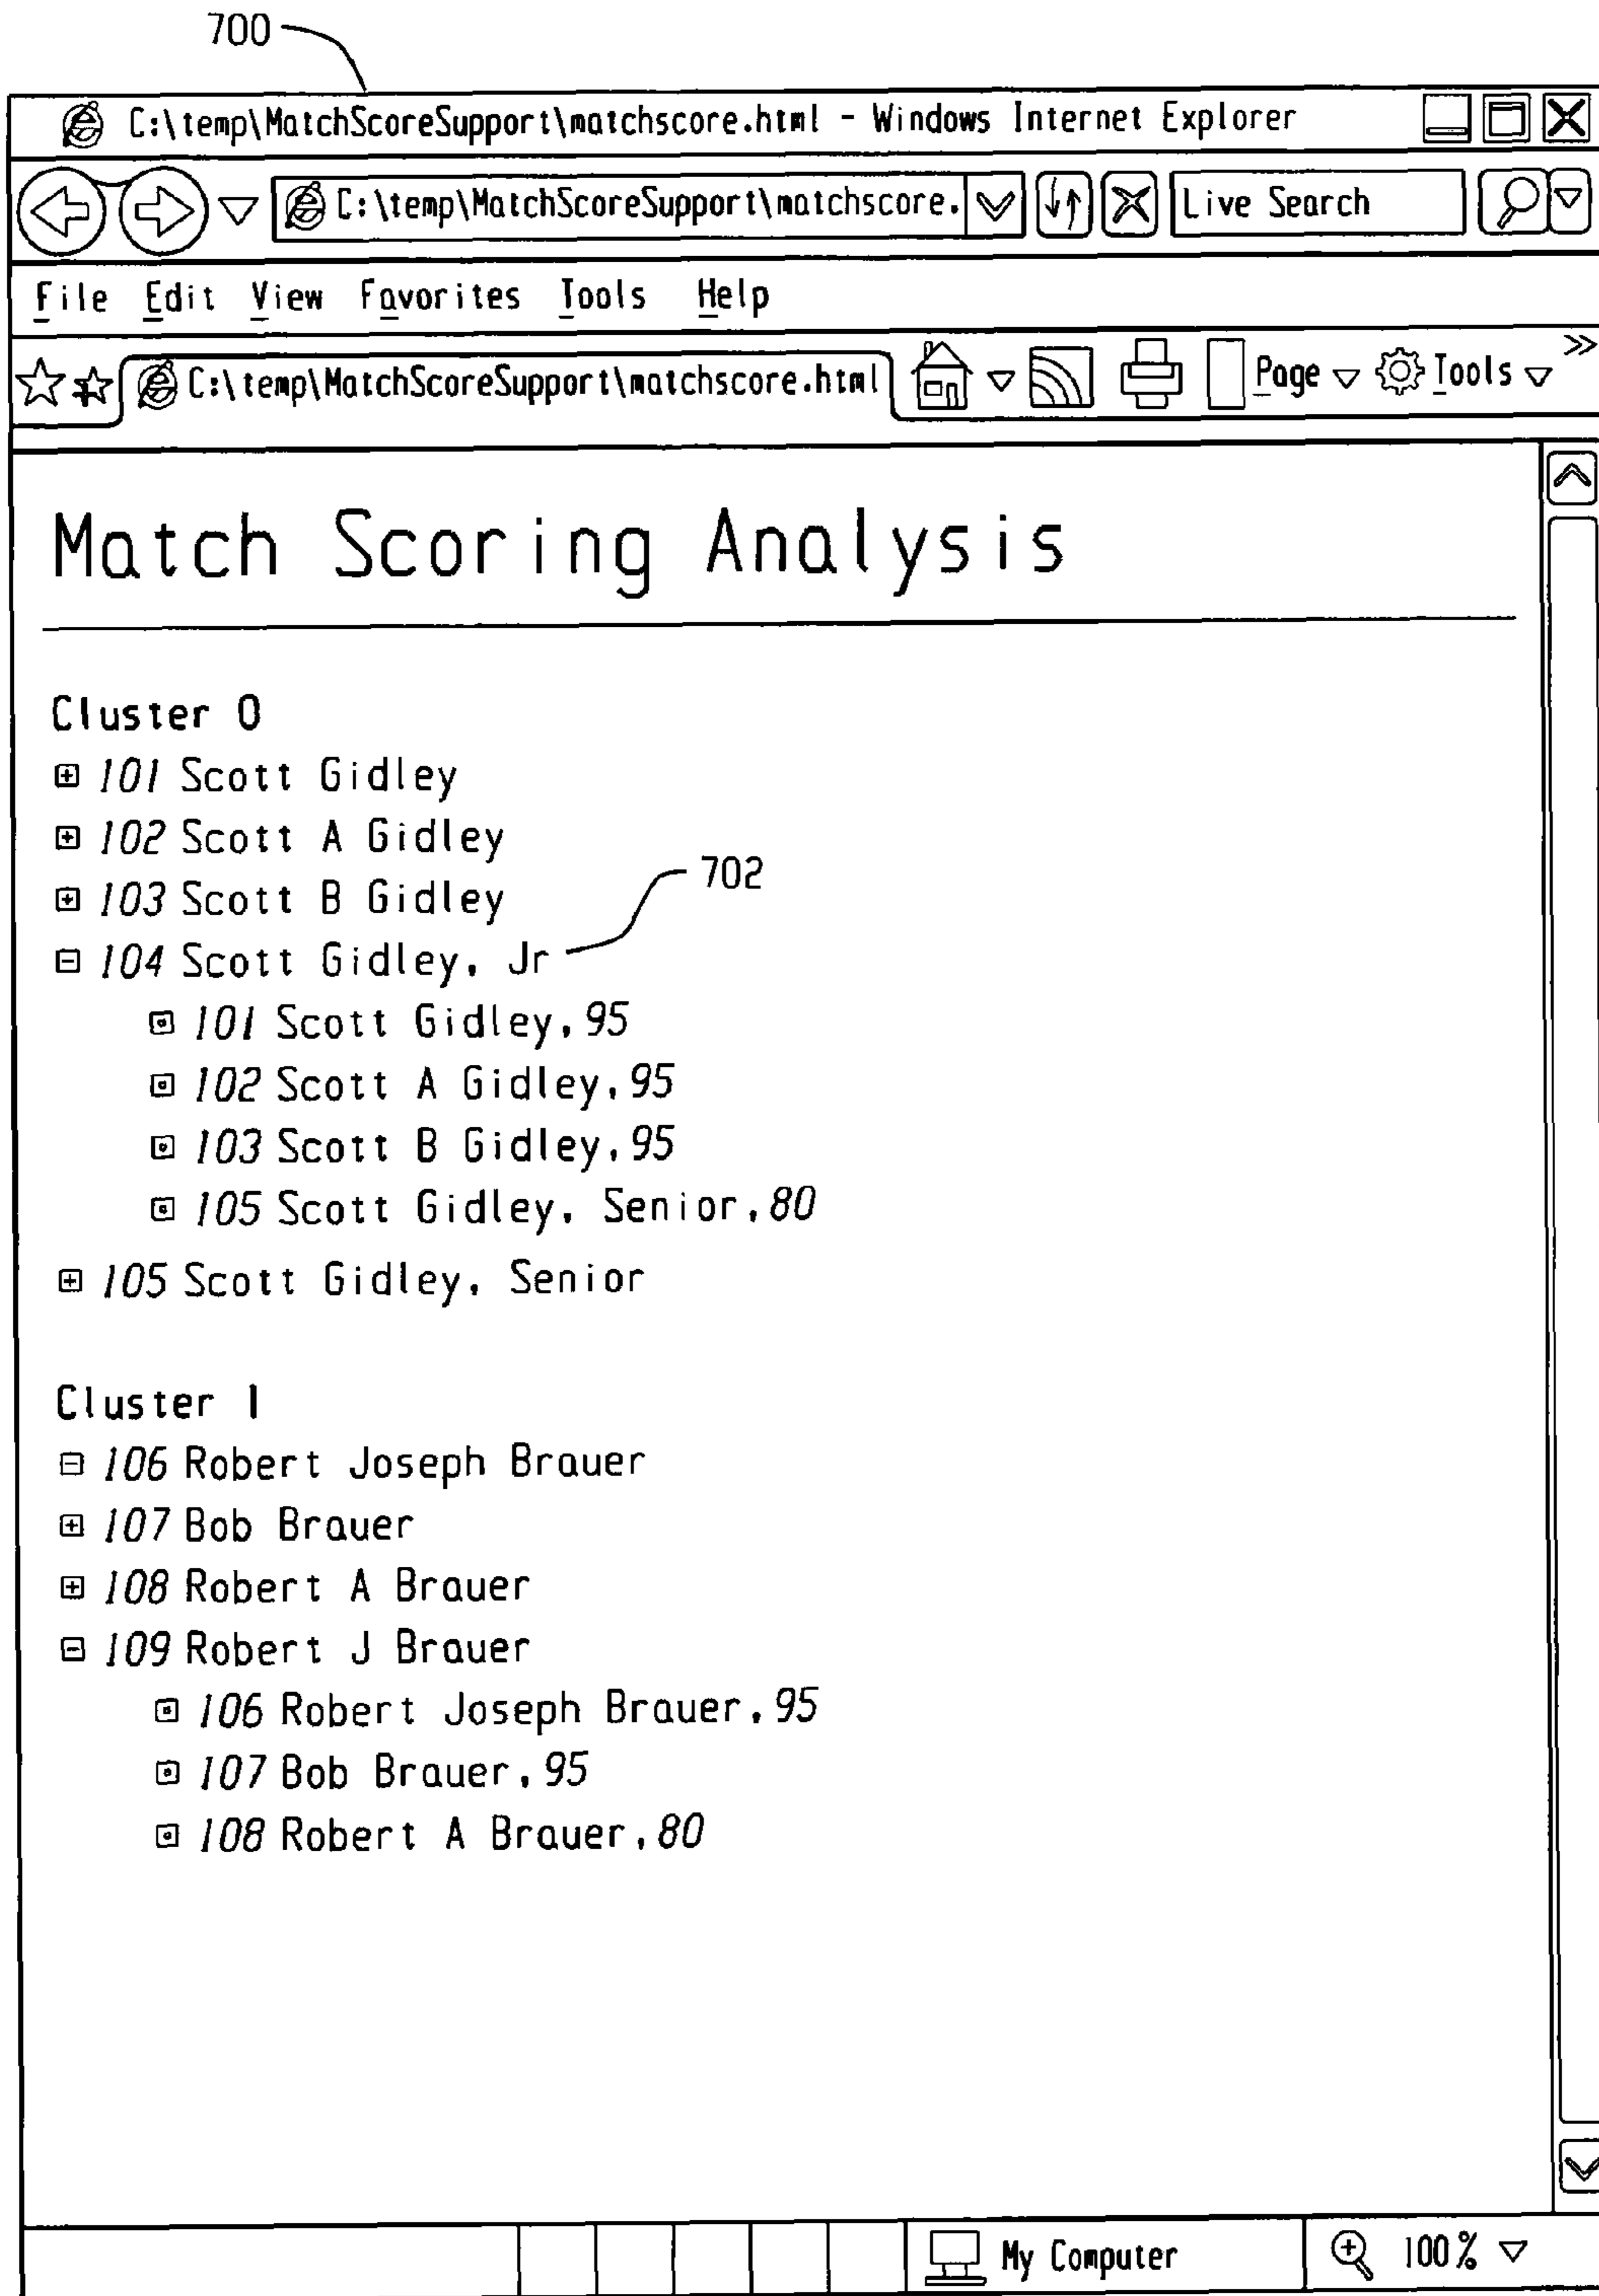 700
C:\temp\MatchScoreSupport\matchscore.html - Windows Internet Explorer
C:\temp\MatchScoreSupport\matchscore. Live Search
File Edit View Favorites Tools Help
C:\temp\MatchScoreSupport\matchscore.html Page Tools »
Match Scoring Analysis
Cluster 0
101 Scott Gidley
102 Scott A Gidley
702
103 Scott B Gidley
104 Scott Gidley, Jr
101 Scott Gidley, 95
102 Scott A Gidley, 95
103 Scott B Gidley, 95
105 Scott Gidley, Senior, 80
105 Scott Gidley, Senior
Cluster 1
106 Robert Joseph Brauer
107 Bob Brauer
108 Robert A Brauer
109 Robert J Brauer
106 Robert Joseph Brauer, 95
107 Bob Brauer, 95
108 Robert A Brauer, 80
My Computer 100%